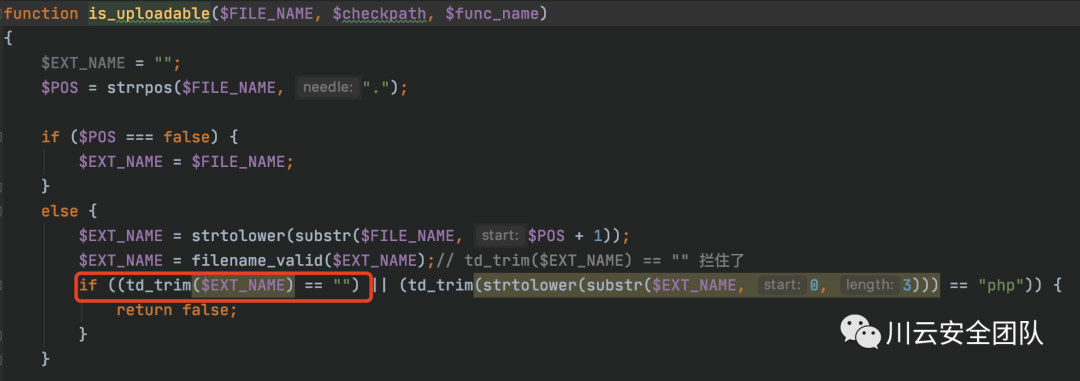 function is_uploadable($FILE_NAME, $checkpath, $func_name)
{
$EXT_NAME = "";
$POS = strrpos($FILE_NAME, needle: ".");
if ($POS === false) {
$EXT_NAME = $FILE_NAME;
}
else {
$EXT_NAME = strtolower(substr($FILE_NAME, start: $POS + 1));
$EXT_NAME = filename_valid($EXT_NAME);// td_trim($EXT_NAME) == "" 拦住了
if ((td_trim($EXT_NAME) == "") || (td_trim(strtolower(substr($EXT_NAME, start: 0, length: 3))) == "php")) {
return false;
}
}
川云安全团队